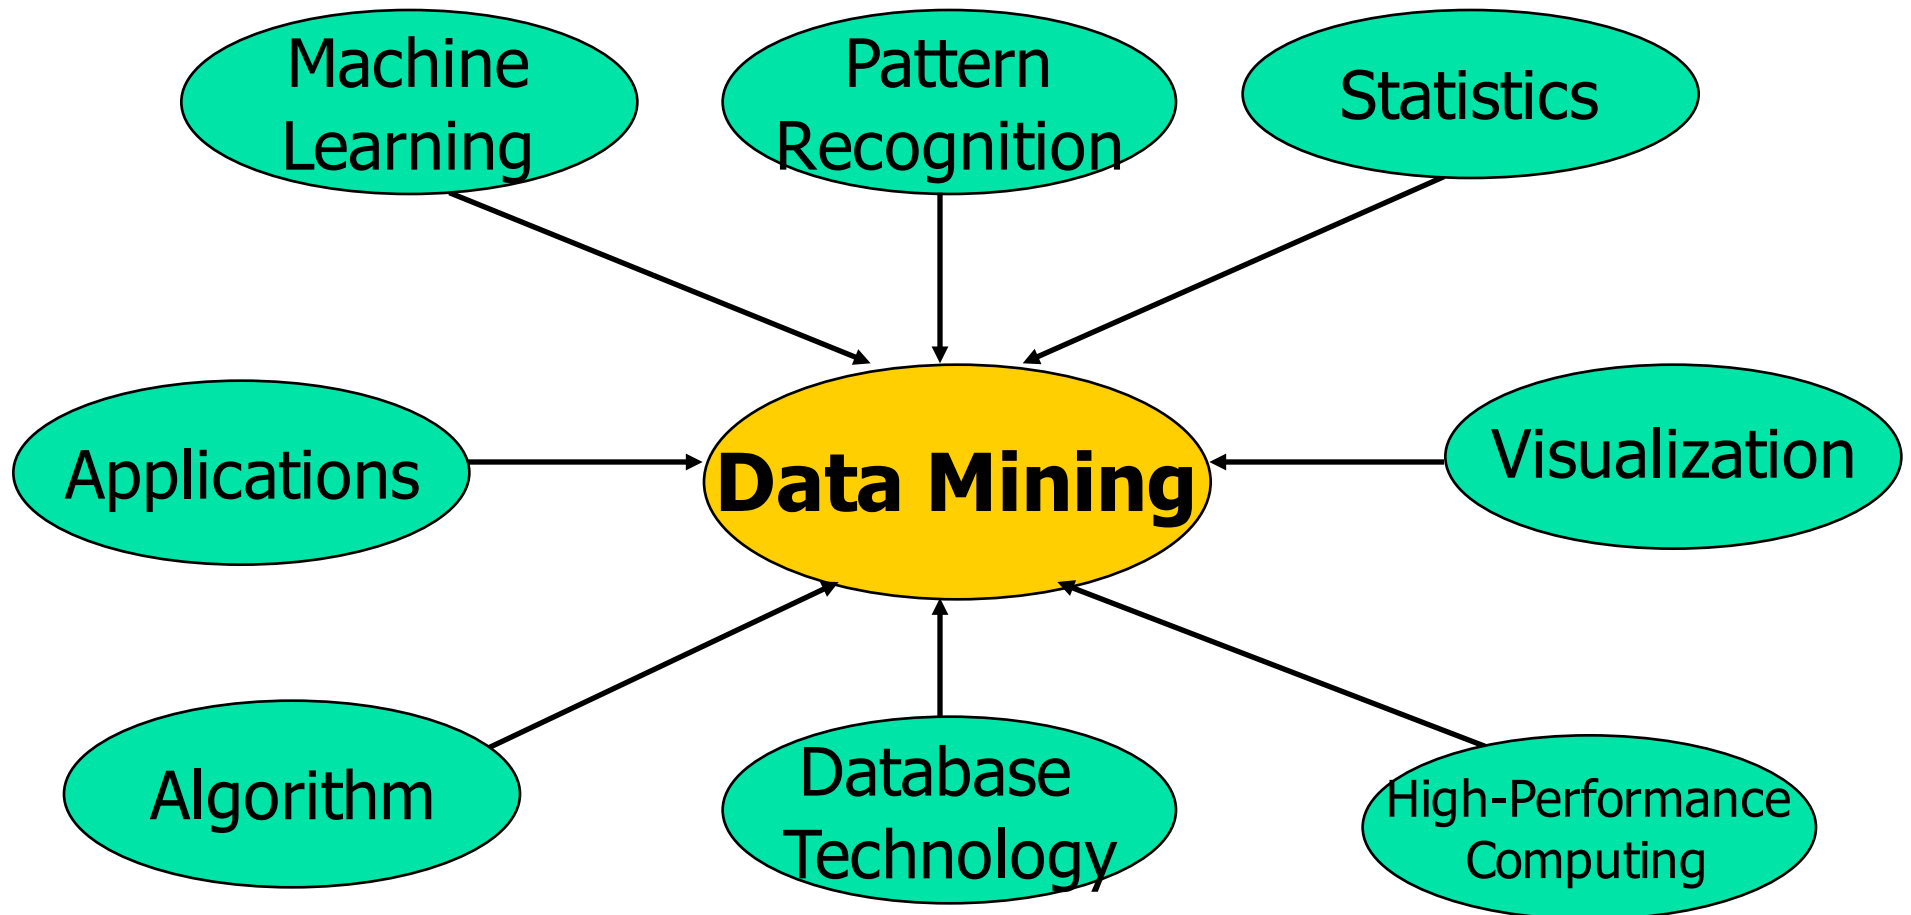 Machine
Learning
Pattern
Recognition
Statistics
Applications
Data Mining
Visualization
Algorithm
Database
Technology
High-Performance
Computing